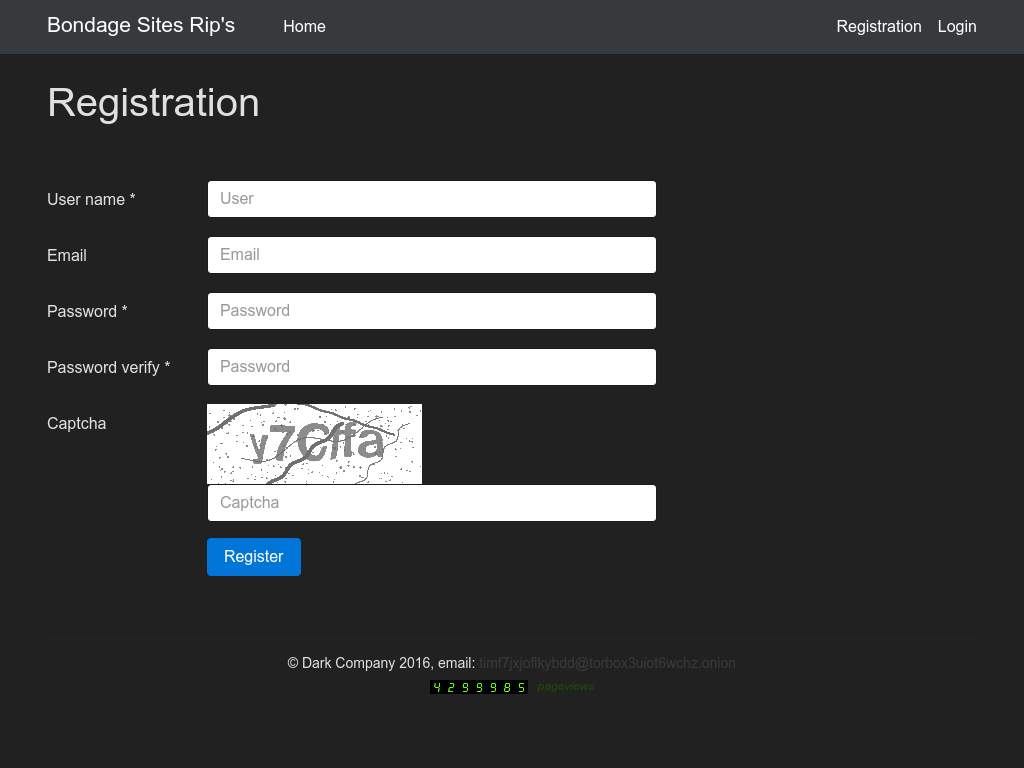 Bondage Sites Rip's Home Registration Login
Registration
User name * User
Email Email
Password * Password
Password verify * Password
Captcha
y7Cffa
Captcha
Register
© Dark Company 2016, email: timf7jxjoflkybdd@torbox3uiot6wchz.onion
4299985 pageviews